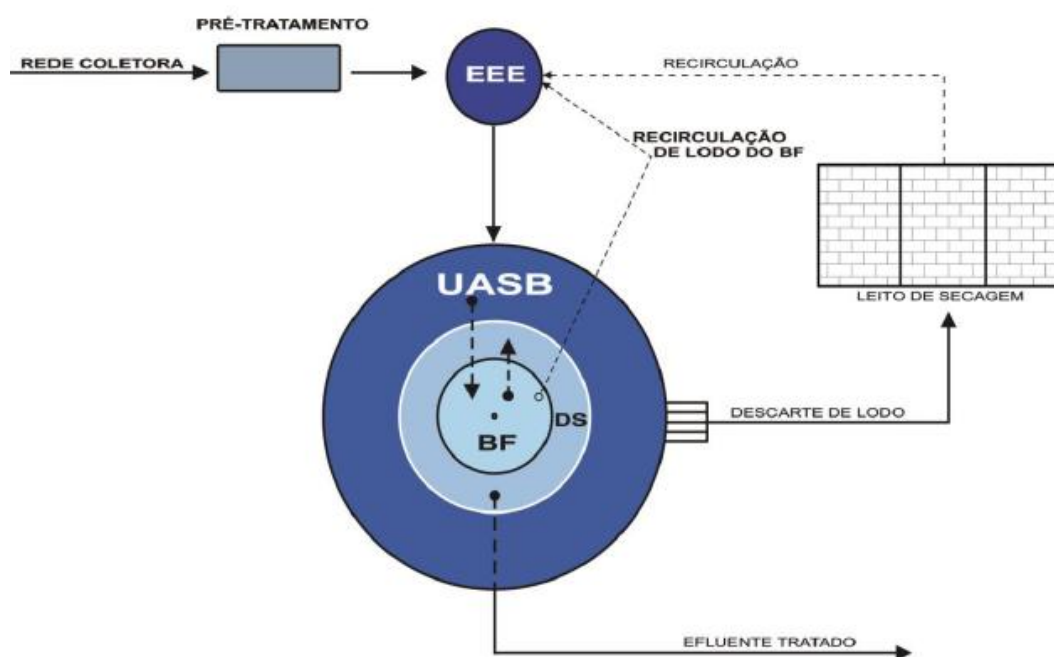 PRÉ-TRATAMENTO
REDE COLETORA
EEE
RECIRCULAÇÃO
RECIRCULAÇÃO
DE LODO DO BF
UASB
LEITO DE SECAGEM
DS
BF
DESCARTE DE LODO
EFLUENTE TRATADO